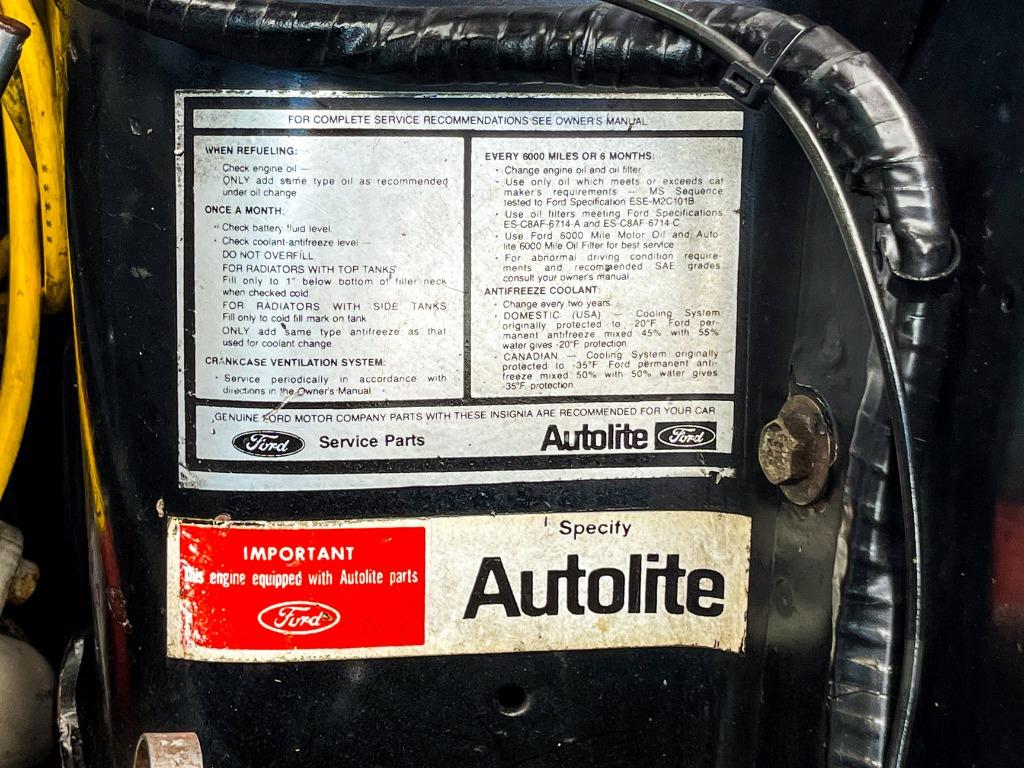 FOR COMPLETE SERVICE RECOMMENDATIONS SEE OWNER'S MANUAL
WHEN REFUELING:
· Check engine oil —
ONLY add same type oil as recommended
under oil change
ONCE A MONTH:
· Check battery fluid level
· Check coolant-antifreeze level —
DO NOT OVERFILL
FOR RADIATORS WITH TOP TANKS
Fill only to 1" below bottom of filler neck
when checked cold
FOR RADIATORS WITH SIDE TANKS
Fill only to cold fill mark on tank
ONLY add same type antifreeze as that
used for coolant change
CRANKCASE VENTILATION SYSTEM:
· Service periodically in accordance with
directions in the Owner's Manual
EVERY 6000 MILES OR 6 MONTHS:
· Change engine oil and oil filter
· Use only oil which meets or exceeds car
maker's requirements — MS Sequence
tested to Ford Specification ESE-M2C101B
· Use oil filters meeting Ford Specifications
ES-C8AF-6714-A and ES-C8AF-6714-C
· Use Ford 6000 Mile Motor Oil and Auto-
lite 6000 Mile Oil Filter for best service
· For abnormal driving condition require-
ments and recommended SAE grades
consult your owner's manual
ANTIFREEZE COOLANT:
· Change every two years
· DOMESTIC (USA) — Cooling System
originally protected to -20°F Ford per-
manent antifreeze mixed 45% with 55%
water gives -20°F protection
· CANADIAN — Cooling System originally
protected to -35°F Ford permanent anti-
freeze mixed 50% with 50% water gives
-35°F protection
GENUINE FORD MOTOR COMPANY PARTS WITH THESE INSIGNIA ARE RECOMMENDED FOR YOUR CAR
Ford Service Parts Autolite Ford
IMPORTANT
This engine equipped with Autolite parts
Ford
Specify
Autolite